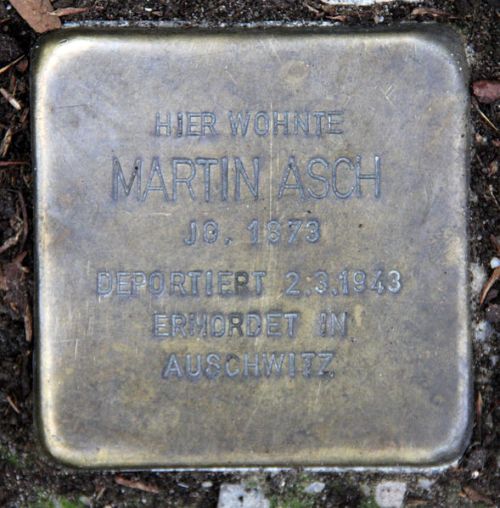 HIER WOHNTE
MARTIN ASCH
JG. 1873
DEPORTIERT 2.3.1943
ERMORDET IN
AUSCHWITZ